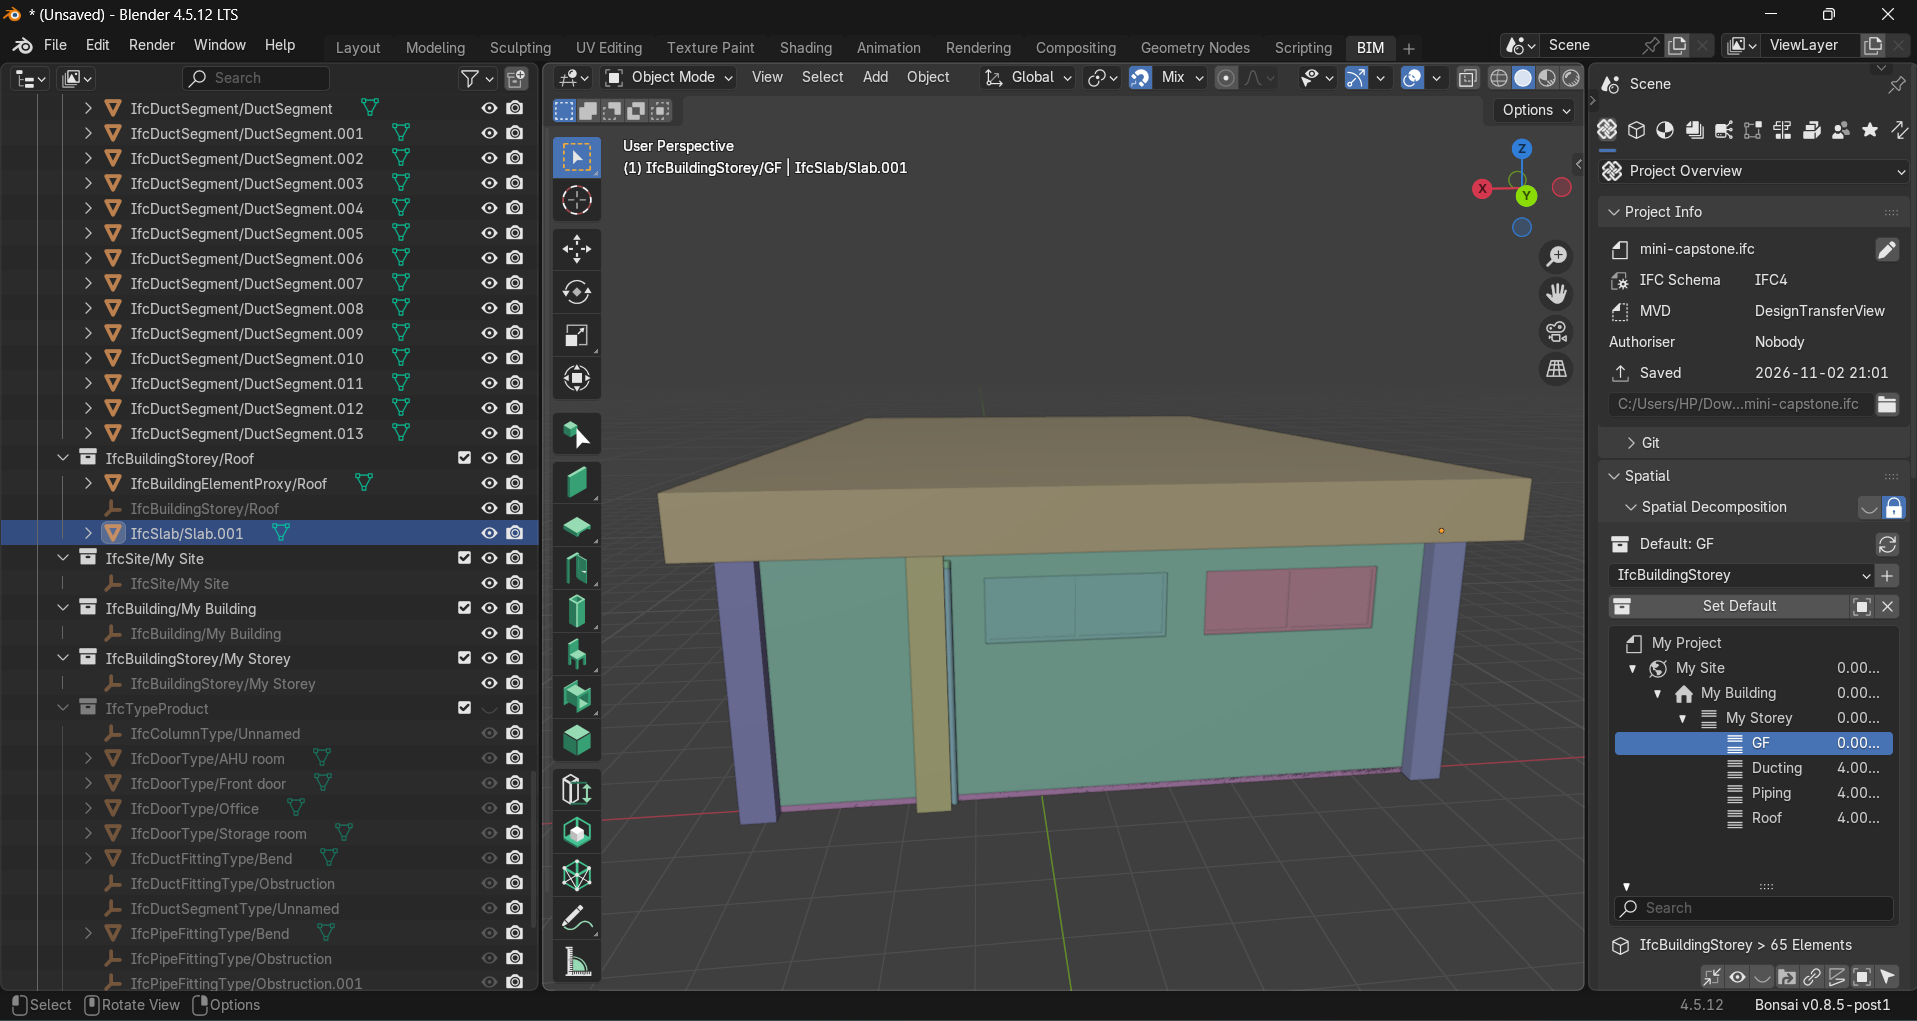 * (Unsaved) - Blender 4.5.12 LTS
File Edit Render Window Help Layout Modeling Sculpting UV Editing Texture Paint Shading Animation Rendering Compositing Geometry Nodes Scripting BIM + Scene ViewLayer
Search
IfcDuctSegment/DuctSegment
IfcDuctSegment/DuctSegment.001
IfcDuctSegment/DuctSegment.002
IfcDuctSegment/DuctSegment.003
IfcDuctSegment/DuctSegment.004
IfcDuctSegment/DuctSegment.005
IfcDuctSegment/DuctSegment.006
IfcDuctSegment/DuctSegment.007
IfcDuctSegment/DuctSegment.008
IfcDuctSegment/DuctSegment.009
IfcDuctSegment/DuctSegment.010
IfcDuctSegment/DuctSegment.011
IfcDuctSegment/DuctSegment.012
IfcDuctSegment/DuctSegment.013
IfcBuildingStorey/Roof
IfcBuildingElementProxy/Roof
IfcBuildingStorey/Roof
IfcSlab/Slab.001
IfcSite/My Site
IfcSite/My Site
IfcBuilding/My Building
IfcBuilding/My Building
IfcBuildingStorey/My Storey
IfcBuildingStorey/My Storey
IfcTypeProduct
IfcColumnType/Unnamed
IfcDoorType/AHU room
IfcDoorType/Front door
IfcDoorType/Office
IfcDoorType/Storage room
IfcDuctFittingType/Bend
IfcDuctFittingType/Obstruction
IfcDuctSegmentType/Unnamed
IfcPipeFittingType/Bend
IfcPipeFittingType/Obstruction
IfcPipeFittingType/Obstruction.001
Object Mode View Select Add Object Global Mix
Options
User Perspective
(1) IfcBuildingStorey/GF | IfcSlab/Slab.001
Z
X
Y
Scene
Project Overview
Project Info
mini-capstone.ifc
IFC Schema IFC4
MVD DesignTransferView
Authoriser Nobody
Saved 2026-11-02 21:01
C:/Users/HP/Dow...mini-capstone.ifc
Git
Spatial
Spatial Decomposition
Default: GF
IfcBuildingStorey
Set Default
My Project
My Site 0.00...
My Building 0.00...
My Storey 0.00...
GF 0.00...
Ducting 4.00...
Piping 4.00...
Roof 4.00...
Search
IfcBuildingStorey > 65 Elements
Select Rotate View Options 4.5.12 Bonsai v0.8.5-post1